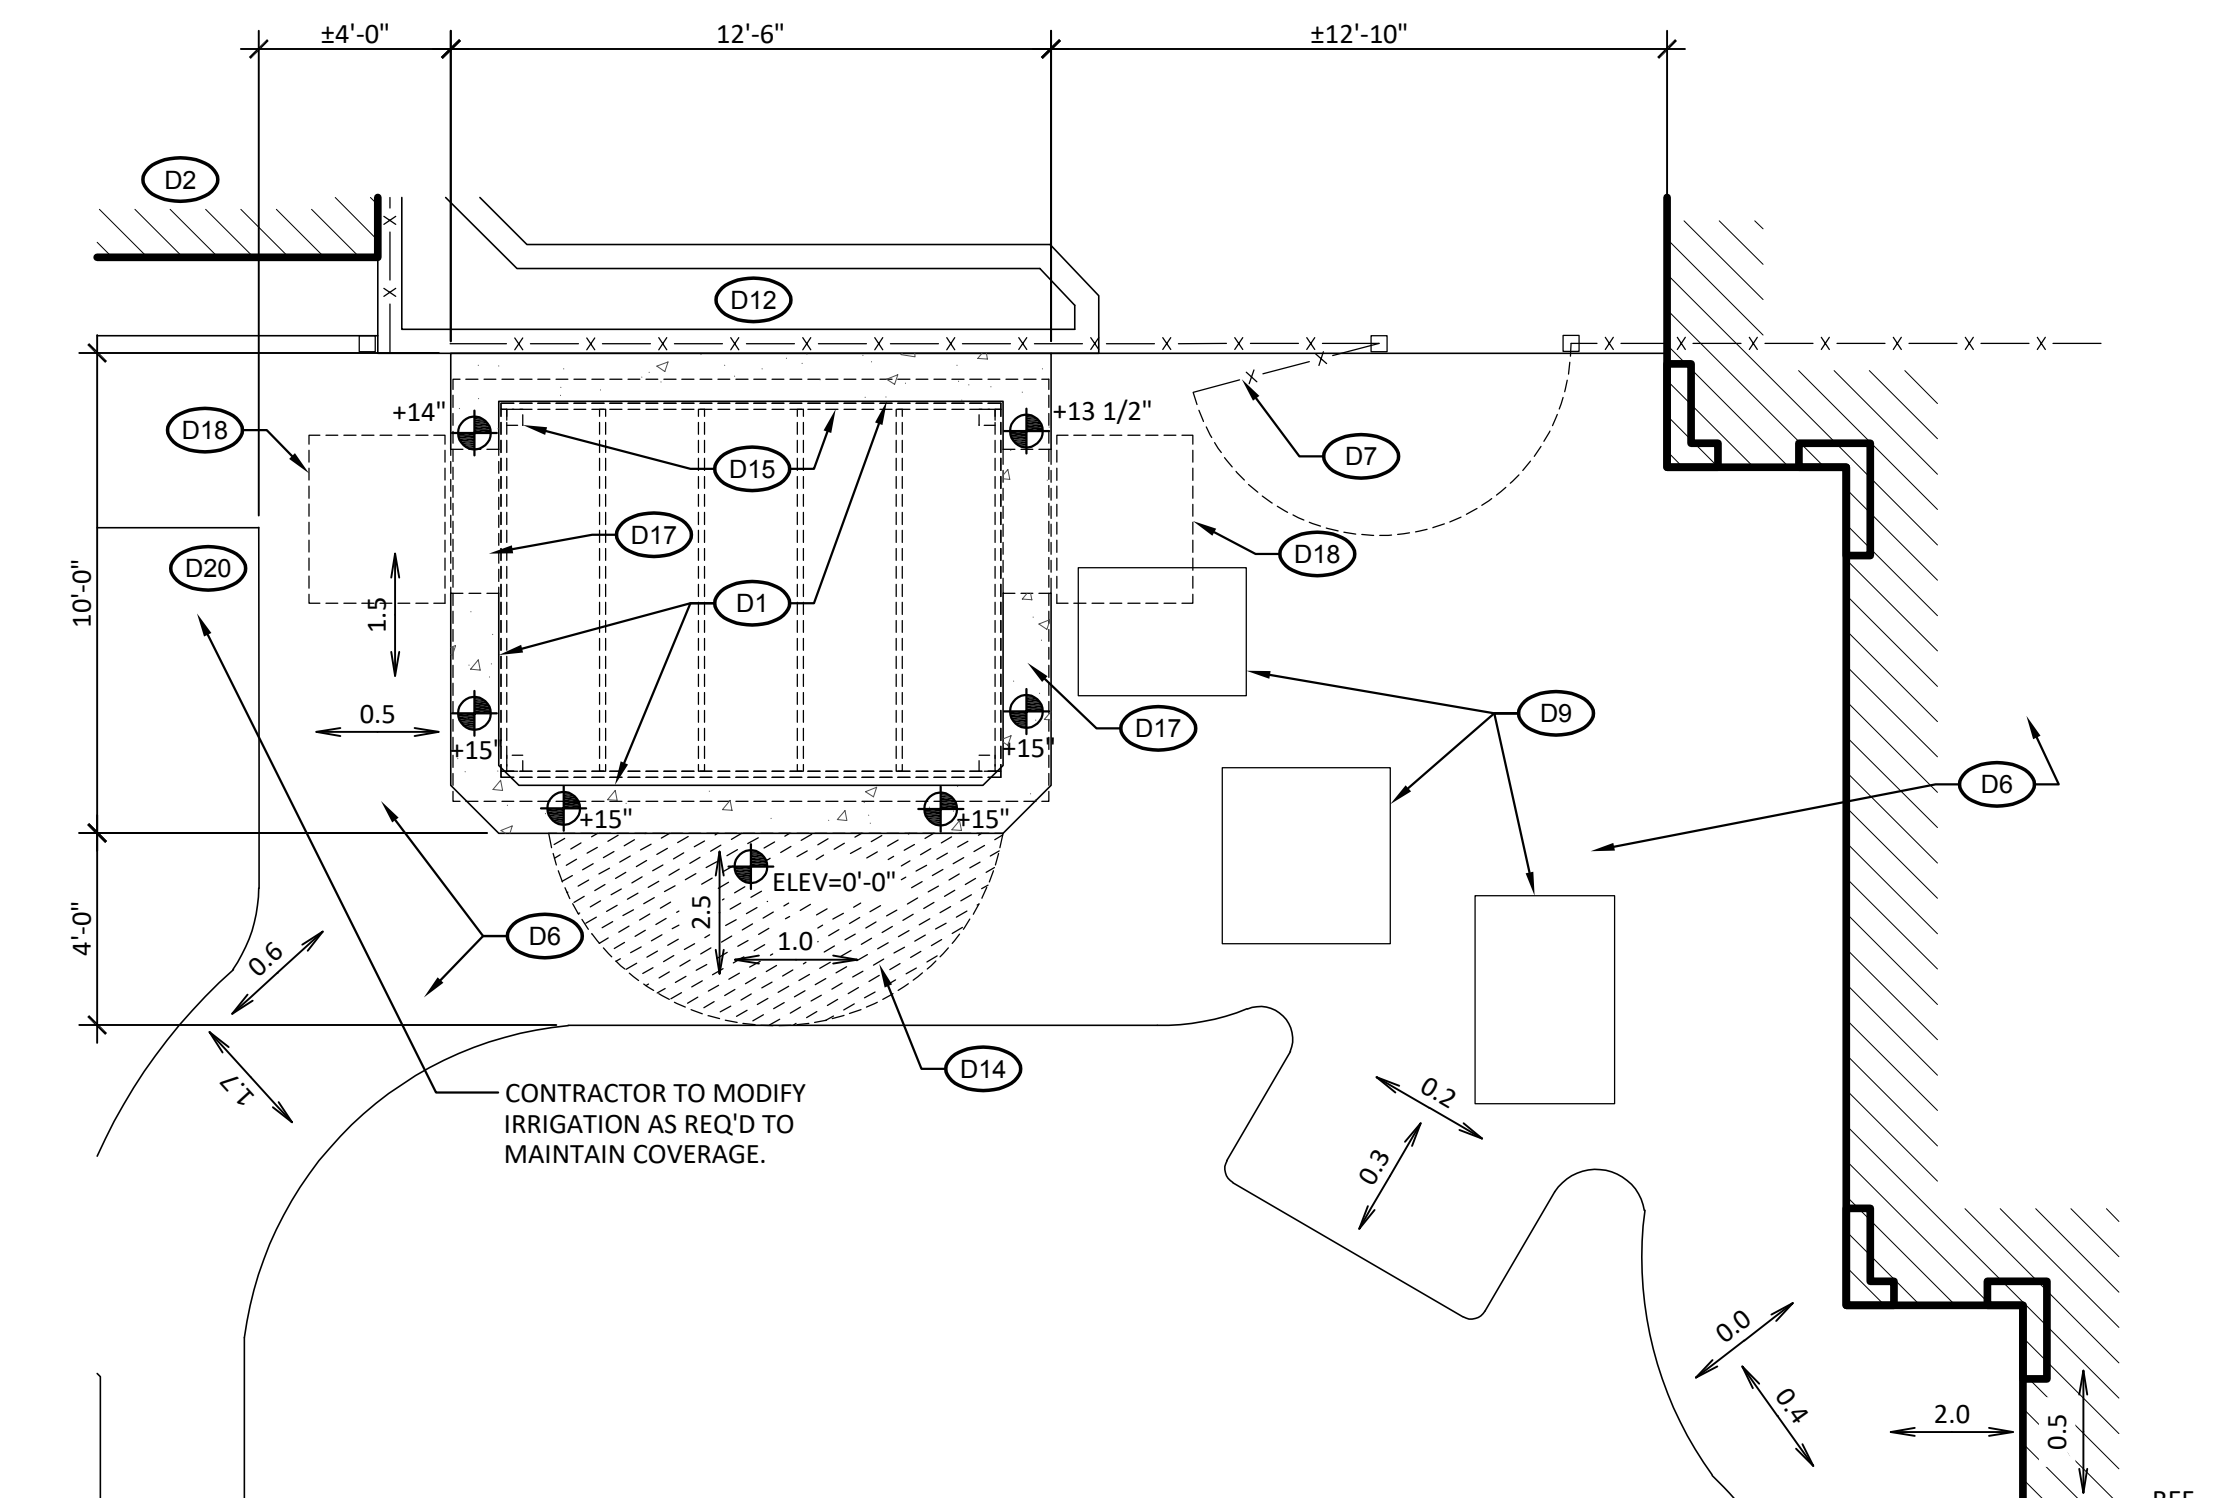 ±4'-0"
12'-6"
±12'-10"
D2
D12
+14"
+13 1/2"
D18
D15
D7
D17
D18
D20
10'-0"
1.5
D1
0.5
D9
D17
+15"
+15"
D6
+15"
+15"
ELEV=0'-0"
4'-0"
2.5
D6
1.0
0.6
D14
1.7
CONTRACTOR TO MODIFY
IRRIGATION AS REQ'D TO
MAINTAIN COVERAGE.
0.2
0.3
0.0
0.4
2.0
0.5